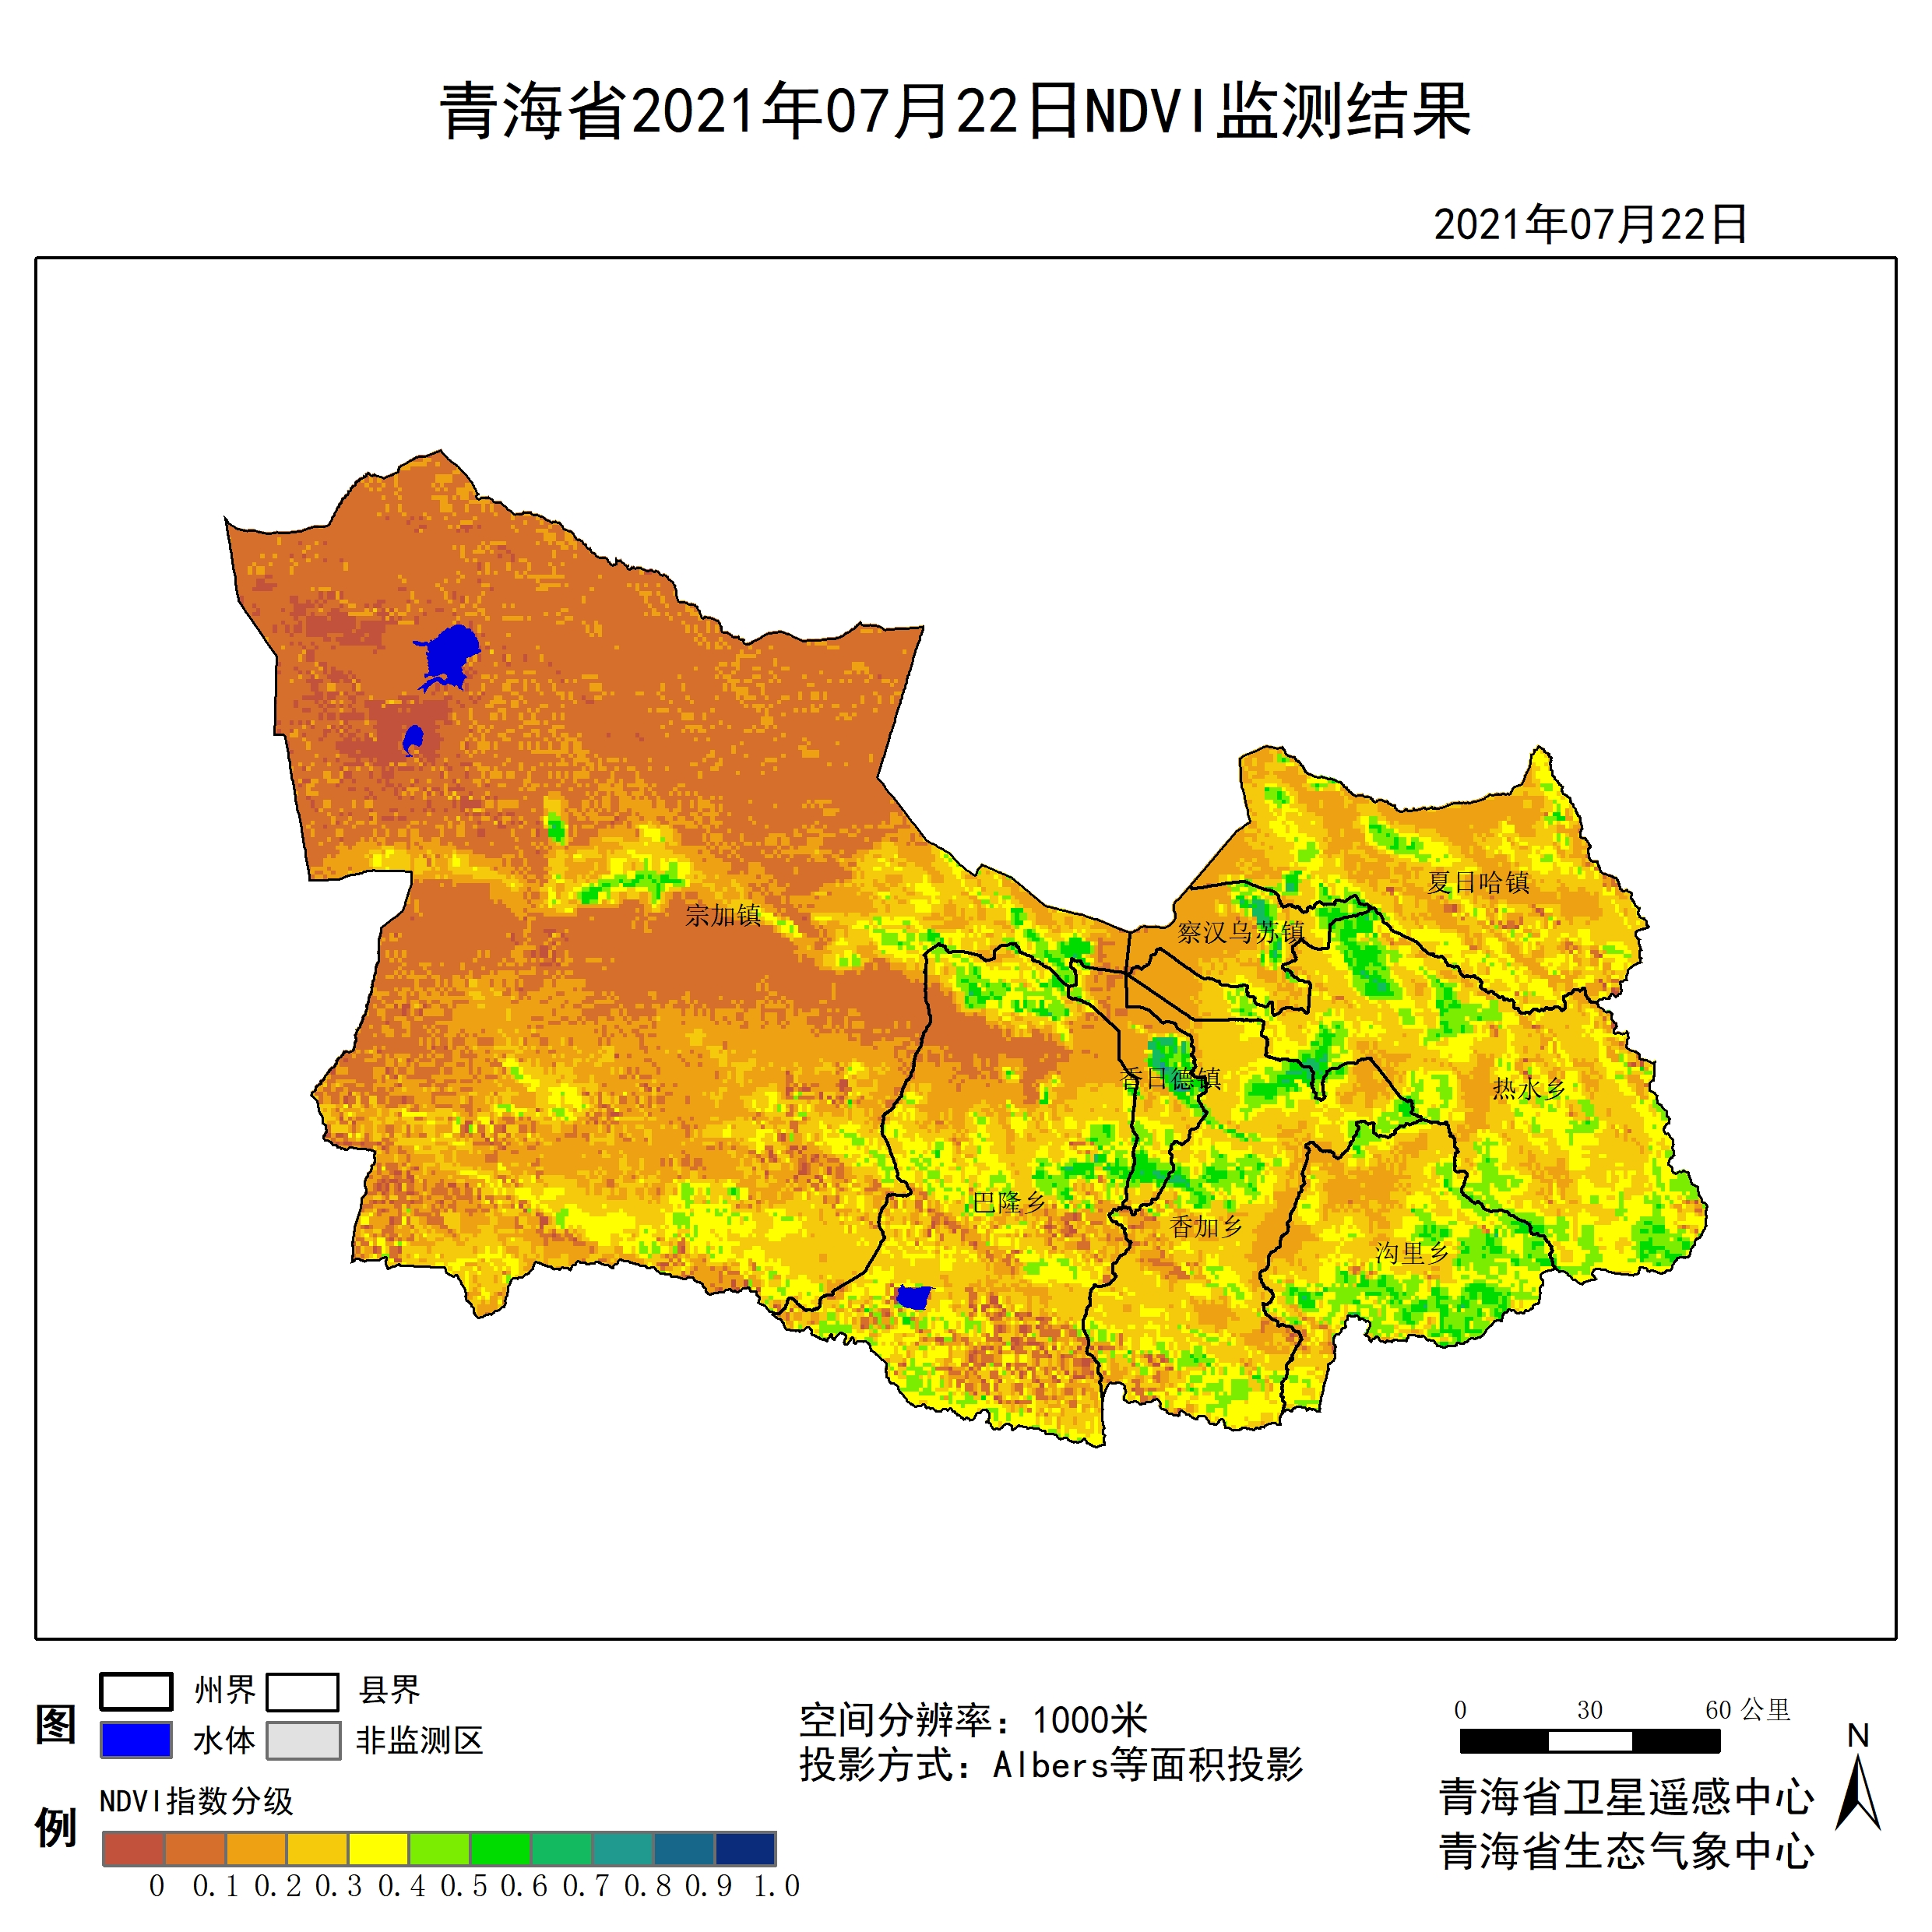 青海省2021年07月22日NDVI监测结果
2021年07月22日
夏日哈镇
宗加镇
察汉乌苏镇
香日德镇
热水乡
巴隆乡
香加乡
沟里乡
图例
州界 县界
水体 非监测区
NDVI指数分级
0 0.1 0.2 0.3 0.4 0.5 0.6 0.7 0.8 0.9 1.0
空间分辨率：1000米
投影方式：Albers等面积投影
0 30 60 公里
N
青海省卫星遥感中心
青海省生态气象中心